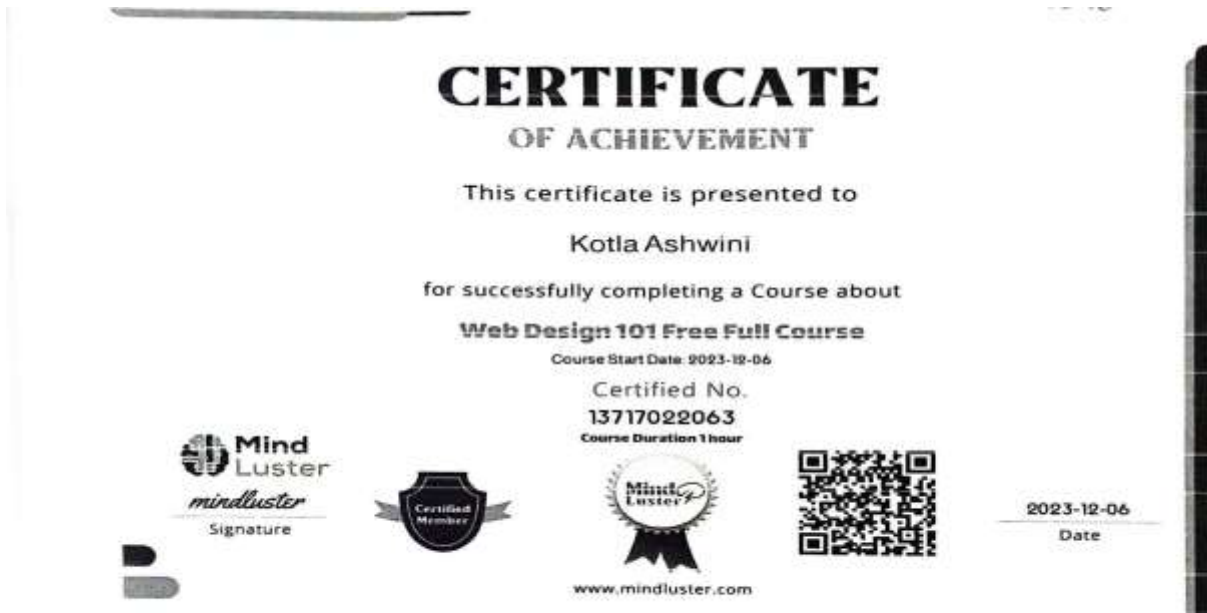 CERTIFICATE
OF ACHIEVEMENT
This certificate is presented to
Kotla Ashwini
for successfully completing a Course about
Web Design 101 Free Full Course
Course Start Date: 2023-12-06
Certified No.
13717022063
Course Duration 1 hour
Mind
Luster
mindluster
Signature
Certified
Member
Mind
Luster
2023-12-06
Date
www.mindluster.com